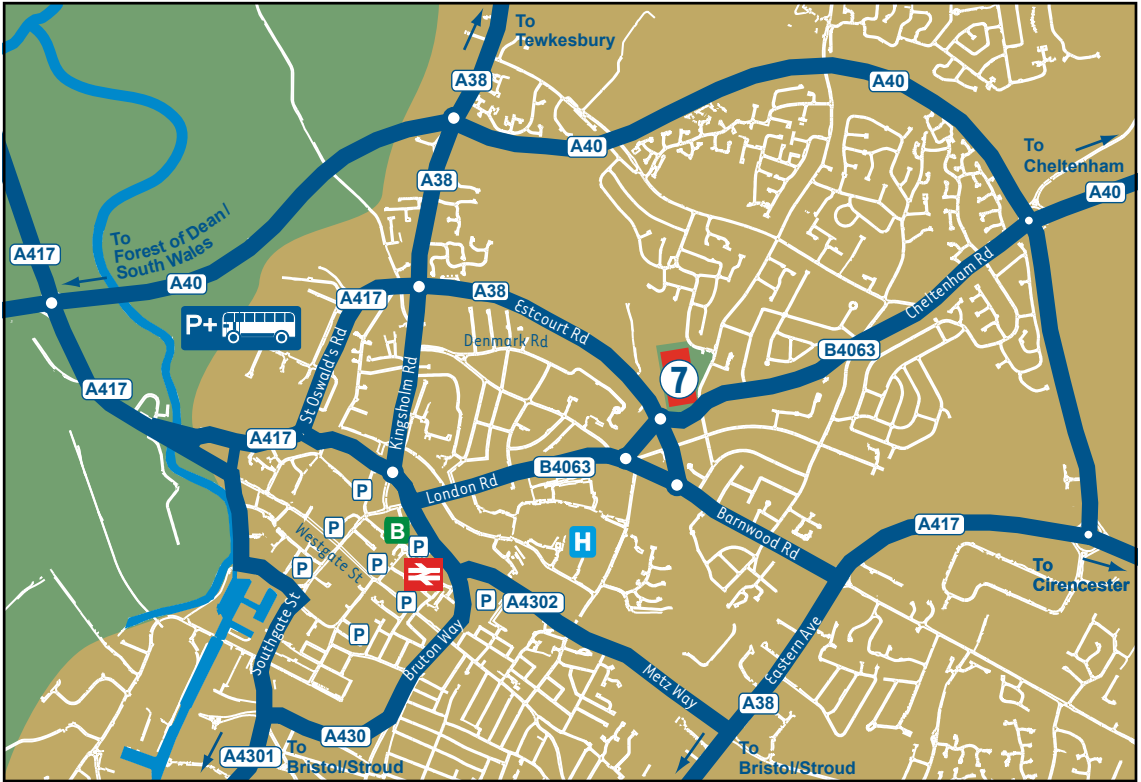 To
Tewkesbury
A38
A40
A40
To
Cheltenham
A40
A38
To
Forest of Dean/
South Wales
A417
A40
A417
A38
Estcourt Rd
Denmark Rd
Cheltenham Rd
B4063
P+
St Oswald's Rd
Kingsholm Rd
7
A417
A417
B4063
London Rd
P
P
Westgate St
B
P
P
P
H
Barnwood Rd
A417
To
Cirencester
P
P
A4302
P
Southgate St
Bruton Way
Eastern Ave
Metz Way
A38
A430
A4301
To
Bristol/Stroud
To
Bristol/Stroud